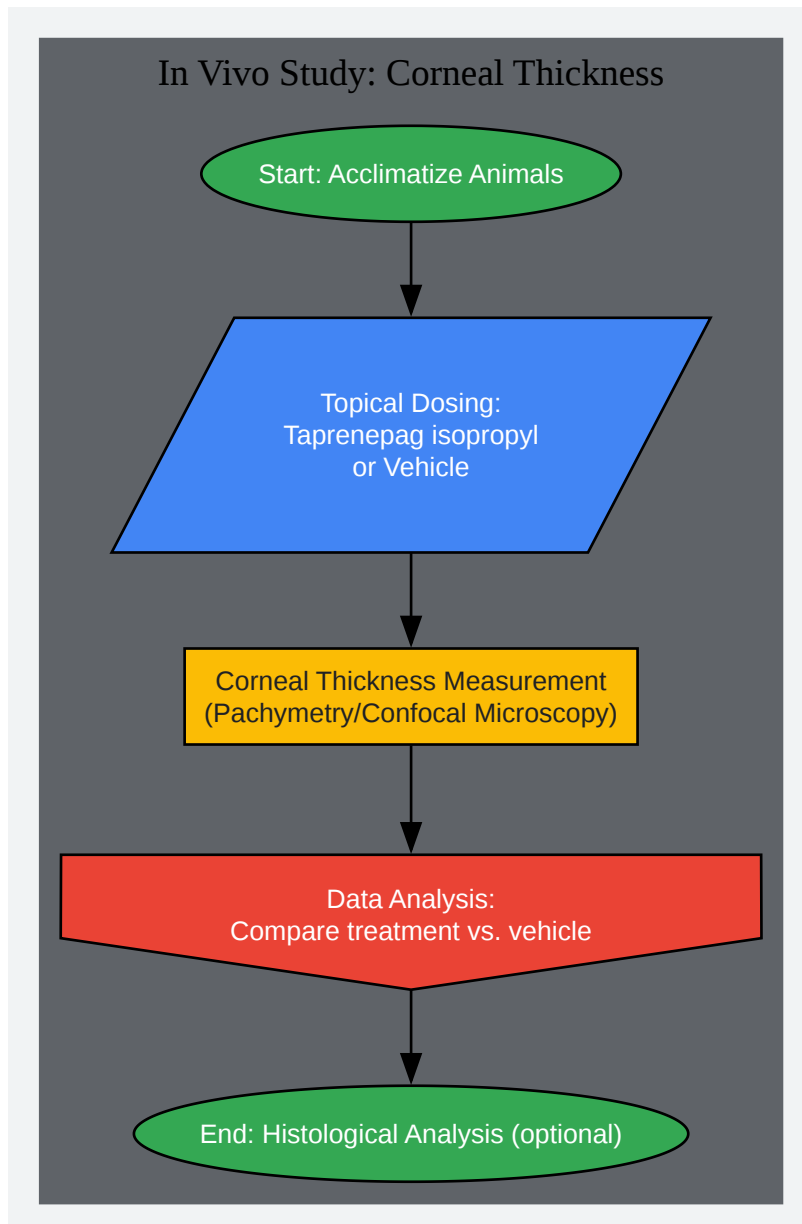 In Vivo Study: Corneal Thickness
Start: Acclimatize Animals
Topical Dosing:
Taprenepag isopropyl
or Vehicle
Corneal Thickness Measurement
(Pachymetry/Confocal Microscopy)
Data Analysis:
Compare treatment vs. vehicle
End: Histological Analysis (optional)